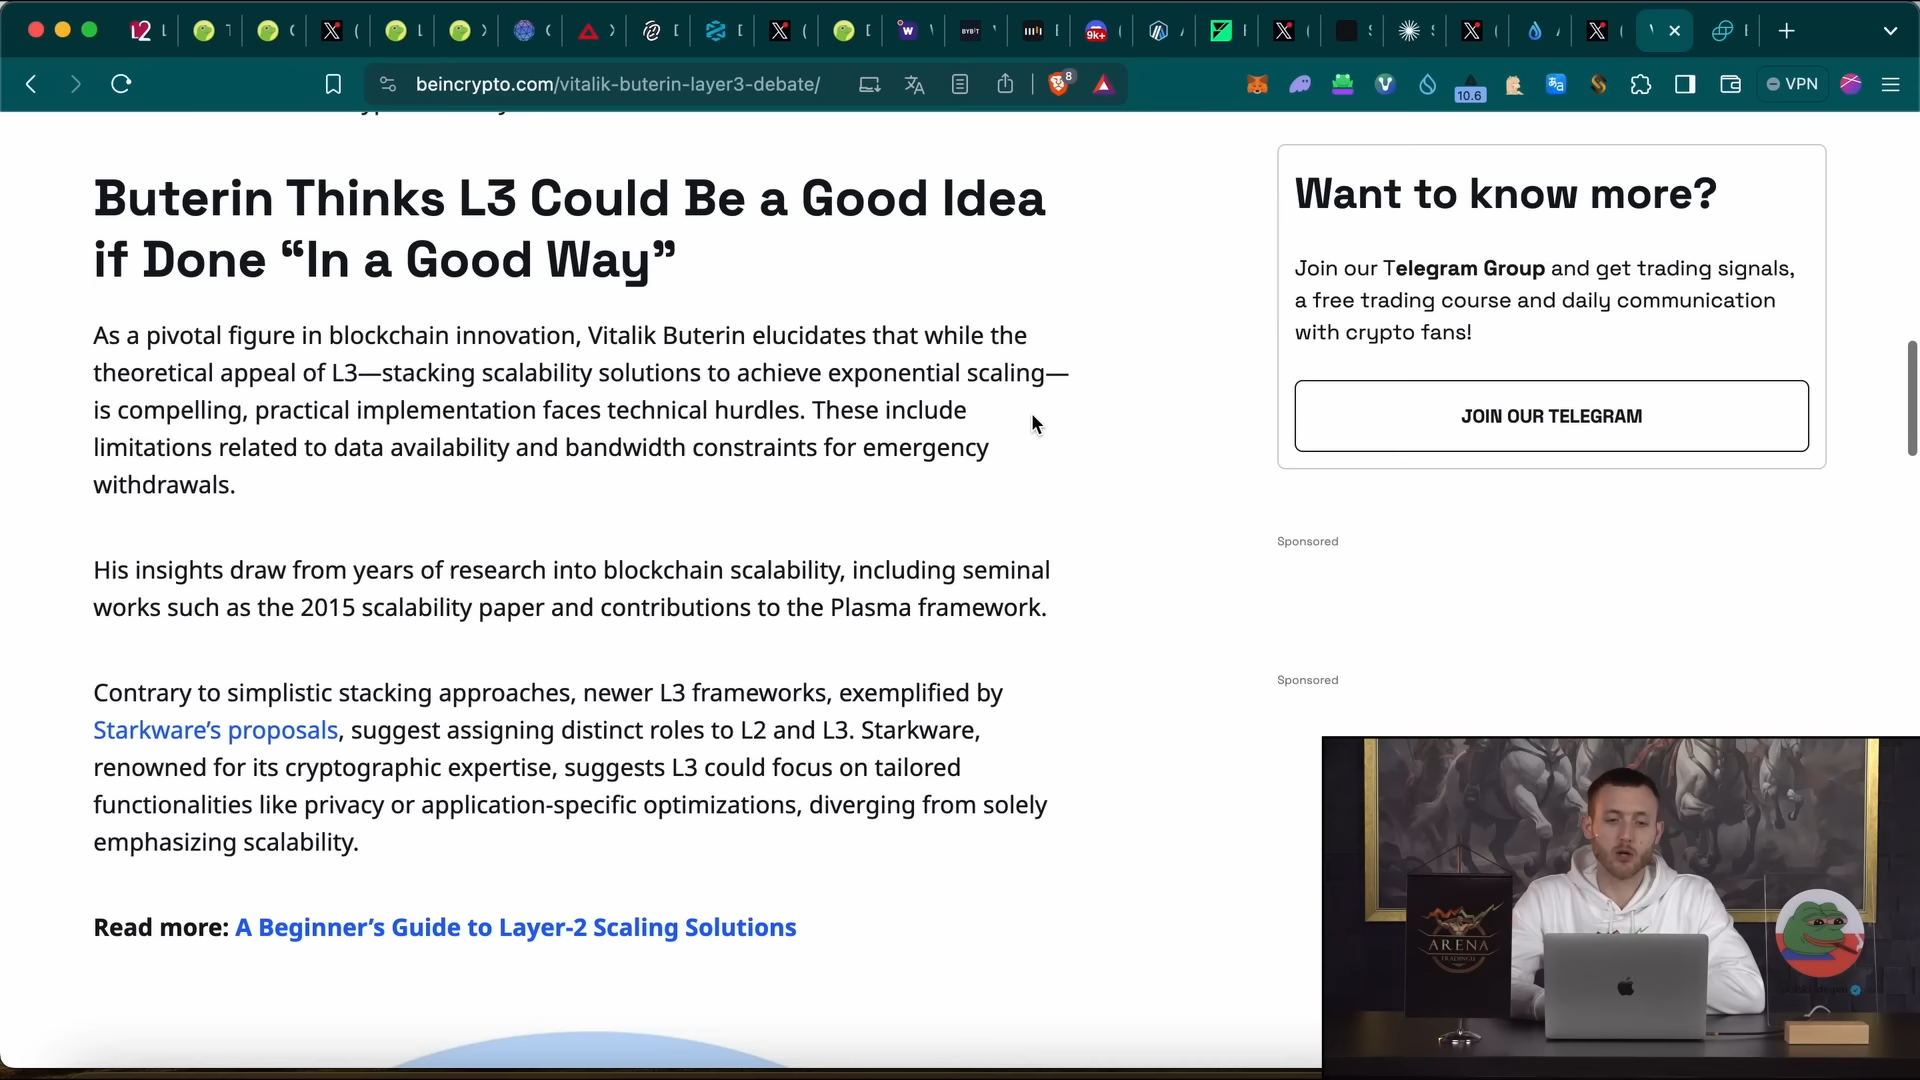 beincrypto.com/vitalik-buterin-layer3-debate/
8
10.6
VPN
9k+
BYBIT
Buterin Thinks L3 Could Be a Good Idea
if Done “In a Good Way”
As a pivotal figure in blockchain innovation, Vitalik Buterin elucidates that while the
theoretical appeal of L3—stacking scalability solutions to achieve exponential scaling—
is compelling, practical implementation faces technical hurdles. These include
limitations related to data availability and bandwidth constraints for emergency
withdrawals.
His insights draw from years of research into blockchain scalability, including seminal
works such as the 2015 scalability paper and contributions to the Plasma framework.
Contrary to simplistic stacking approaches, newer L3 frameworks, exemplified by
Starkware’s proposals, suggest assigning distinct roles to L2 and L3. Starkware,
renowned for its cryptographic expertise, suggests L3 could focus on tailored
functionalities like privacy or application-specific optimizations, diverging from solely
emphasizing scalability.
Read more: A Beginner’s Guide to Layer-2 Scaling Solutions
Want to know more?
Join our Telegram Group and get trading signals,
a free trading course and daily communication
with crypto fans!
JOIN OUR TELEGRAM
Sponsored
Sponsored
ARENA
TRADINGU